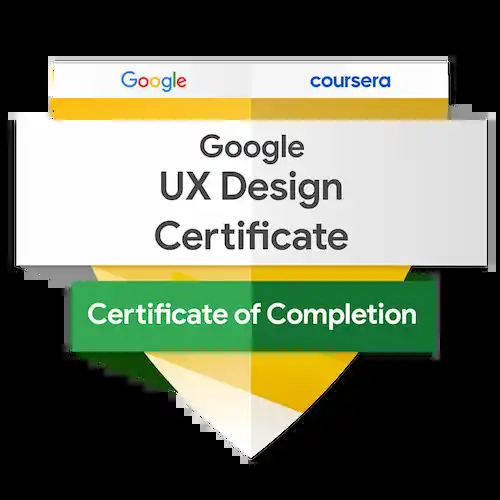 Google coursera
Google
UX Design
Certificate
Certificate of Completion